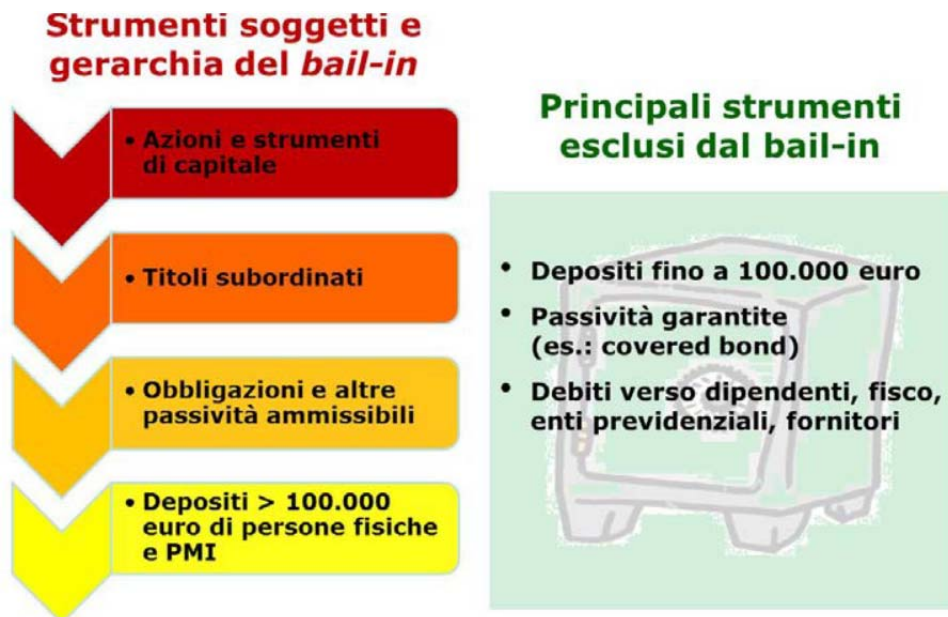 Strumenti soggetti e
gerarchia del bail-in
• Azioni e strumenti
di capitale
• Titoli subordinati
• Obbligazioni e altre
passività ammissibili
• Depositi > 100.000
euro di persone fisiche
e PMI
Principali strumenti
esclusi dal bail-in
• Depositi fino a 100.000 euro
• Passività garantite
(es.: covered bond)
• Debiti verso dipendenti, fisco,
enti previdenziali, fornitori